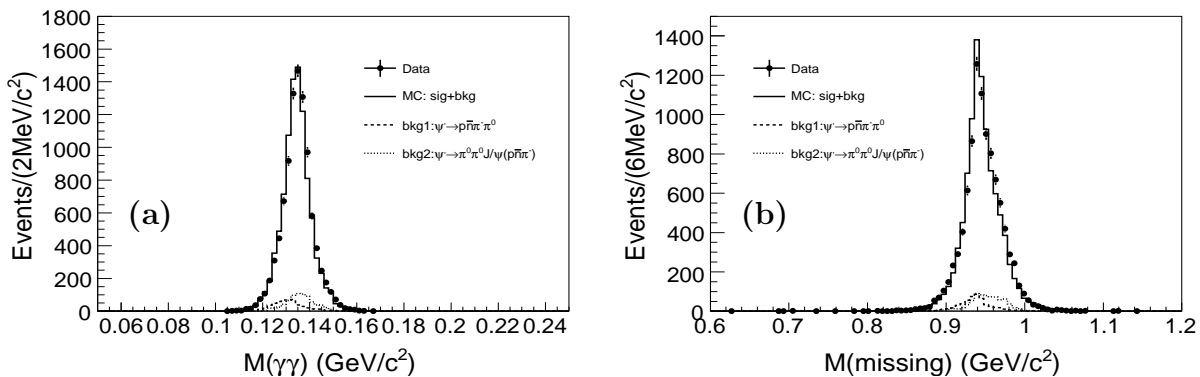 Events/(2MeV/c²)
1800
1600
1400
1200
1000
800
600
400
200
0
0.06 0.08 0.1 0.12 0.14 0.16 0.18 0.2 0.22 0.24
M(γγ) (GeV/c²)
Data
MC: sig+bkg
bkg1:ψ'→pn̅π⁻π⁰
bkg2:ψ'→π⁰π⁰J/ψ(pn̅π⁻)
(a)
Events/(6MeV/c²)
1400
1200
1000
800
600
400
200
0
0.6 0.7 0.8 0.9 1 1.1 1.2
M(missing) (GeV/c²)
Data
MC: sig+bkg
bkg1:ψ'→pn̅π⁻π⁰
bkg2:ψ'→π⁰π⁰J/ψ(pn̅π⁻)
(b)